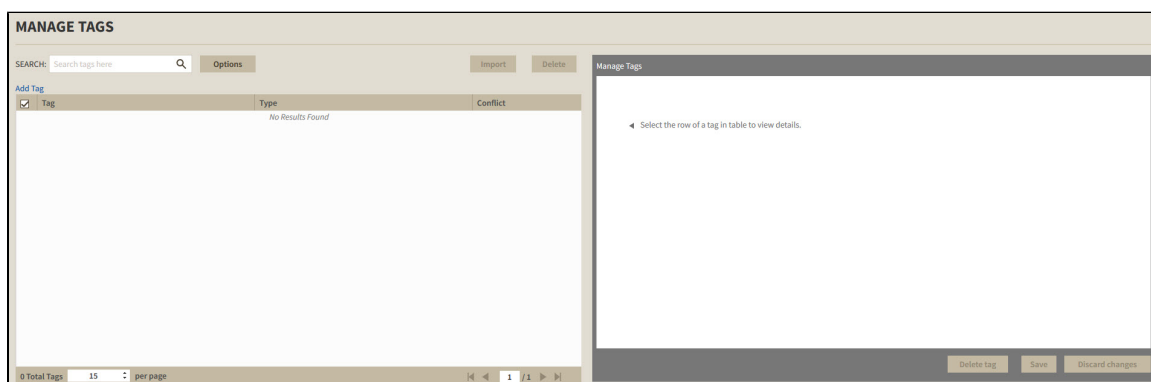 MANAGE TAGS
SEARCH: Search tags here Options Import Delete
Add Tag
Tag Type Conflict
No Results Found
0 Total Tags 15 per page 1 / 1
Manage Tags
Select the row of a tag in table to view details.
Delete tag Save Discard changes